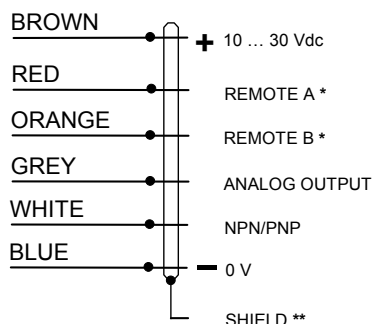 BROWN
+ 10 … 30 Vdc
RED
REMOTE A *
ORANGE
REMOTE B *
GREY
ANALOG OUTPUT
WHITE
NPN/PNP
BLUE
– 0 V
SHIELD **